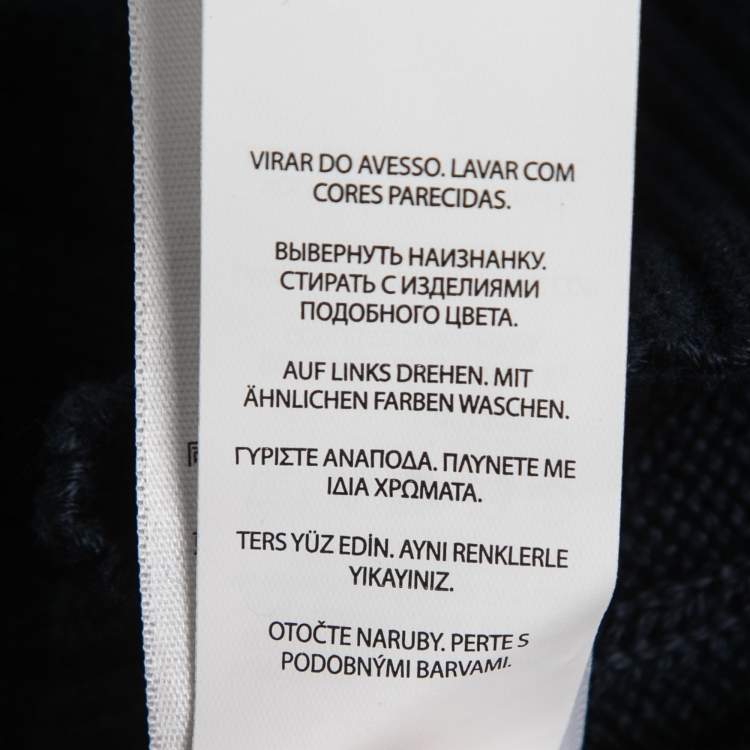 VIRAR DO AVESSO. LAVAR COM
CORES PARECIDAS.
ВЫВЕРНУТЬ НАИЗНАНКУ.
СТИРАТЬ С ИЗДЕЛИЯМИ
ПОДОБНОГО ЦВЕТА.
AUF LINKS DREHEN. MIT
ÄHNLICHEN FARBEN WASCHEN.
ΓΥΡΙΣΤΕ ΑΝΑΠΟΔΑ. ΠΛΥΝΕΤΕ ΜΕ
ΙΔΙΑ ΧΡΩΜΑΤΑ.
TERS YÜZ EDİN. AYNI RENKLERLE
YIKAYINIZ.
OTOČTE NARUBY. PERTE S
PODOBNÝMI BARVAMI.